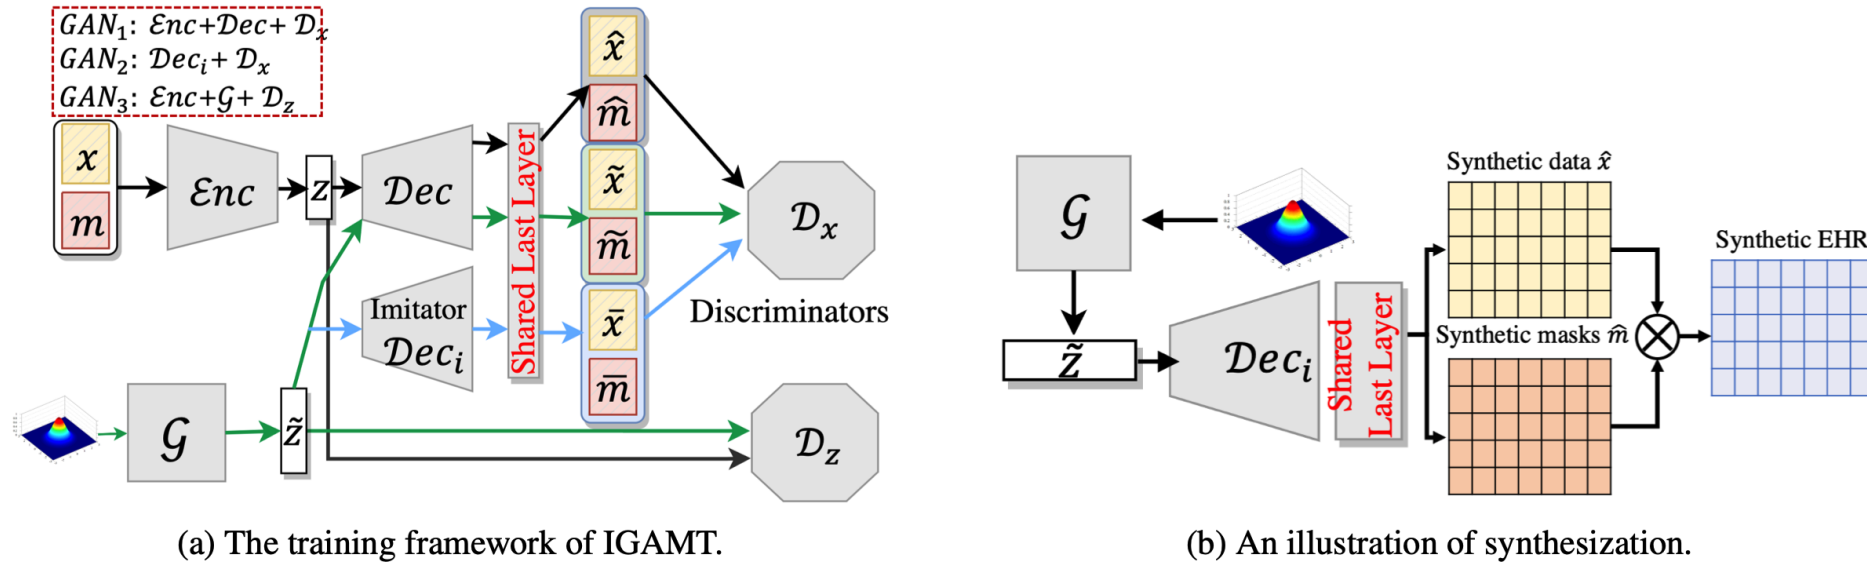 GAN₁: Enc+Dec+ 𝒟ₓ
GAN₂: Decᵢ+ 𝒟ₓ
GAN₃: Enc+𝒢+ 𝒟_z
x
m
Enc
z
Dec
Imitator
Decᵢ
Shared Last Layer
x̂
m̂
x̃
m̃
x̄
m̄
𝒟ₓ
Discriminators
𝒢
z̃
𝒟_z
(a) The training framework of IGAMT.
𝒢
z̃
Decᵢ
Shared
Last Layer
Synthetic data x̂
Synthetic masks m̂
Synthetic EHR
(b) An illustration of synthesization.